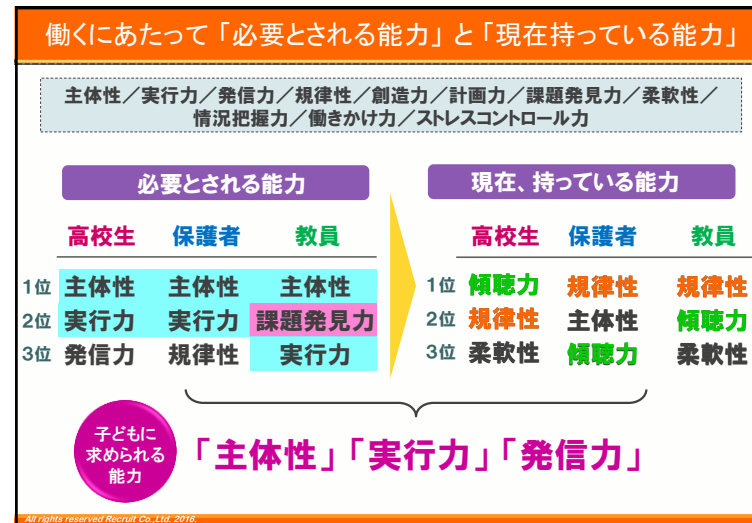 働くにあたって「必要とされる能力」と「現在持っている能力」
主体性／実行力／発信力／規律性／創造力／計画力／課題発見力／柔軟性／
情況把握力／働きかけ力／ストレスコントロール力
必要とされる能力
高校生 保護者 教員
1位 主体性 主体性 主体性
2位 実行力 実行力 課題発見力
3位 発信力 規律性 実行力
現在、持っている能力
高校生 保護者 教員
1位 傾聴力 規律性 規律性
2位 規律性 主体性 傾聴力
3位 柔軟性 傾聴力 柔軟性
子どもに
求められる
能力
「主体性」「実行力」「発信力」
All rights reserved Recruit Co.,Ltd. 2016.